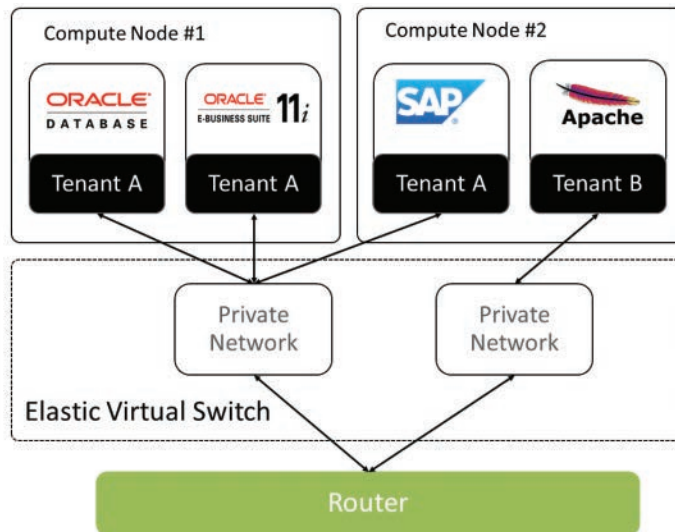 Compute Node #1
Compute Node #2
ORACLE®
DATABASE
ORACLE®
E-BUSINESS SUITE 11i
SAP®
Apache
Tenant A
Tenant A
Tenant A
Tenant B
Private
Network
Private
Network
Elastic Virtual Switch
Router